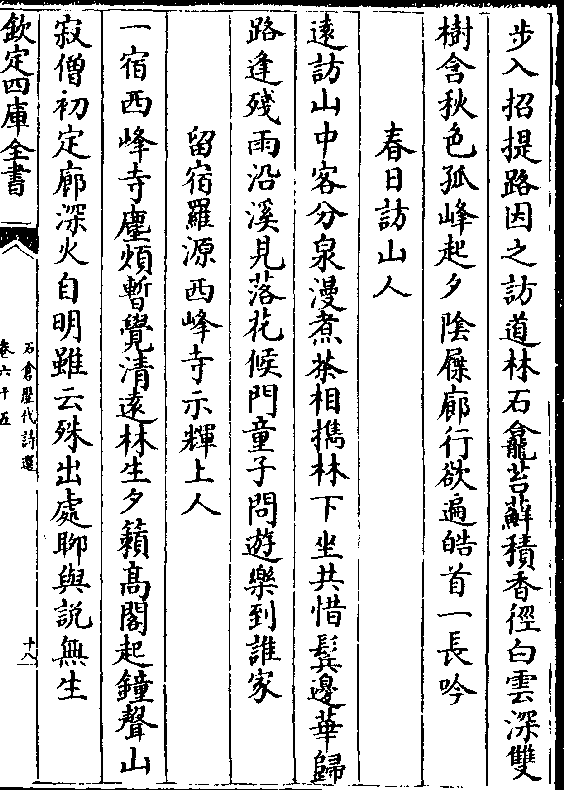 步入招提路因之訪道林石龕苔蘚積香徑白雲深雙
樹含秋色孤峰起夕陰屧廊行欲遍皓首一長吟
春日訪山人
遠訪山中客分泉漫煮茶相攜林下坐共惜鬂邊華歸
路逢殘雨沿溪見落花候門童子問遊樂到誰家
留宿羅源西峰寺示輝上人
一宿西峰寺塵煩暫覺清遠林生夕籟高閣起鐘聲山
寂僧初定廊深火自明雖云殊出處聊與說無生
欽定四庫全書
石倉歷代詩選
卷六十五
十八